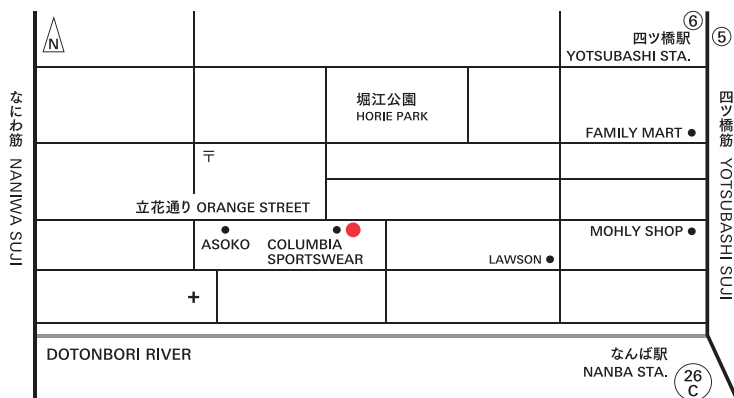 N
⑥
四ツ橋駅
YOTSUBASHI STA.
⑤
なにわ筋 NANIWA SUJI
堀江公園
HORIE PARK
四ツ橋筋 YOTSUBASHI SUJI
FAMILY MART
〒
立花通り ORANGE STREET
ASOKO
COLUMBIA
SPORTSWEAR
MOHLY SHOP
LAWSON
DOTONBORI RIVER
なんば駅
NANBA STA.
26
C